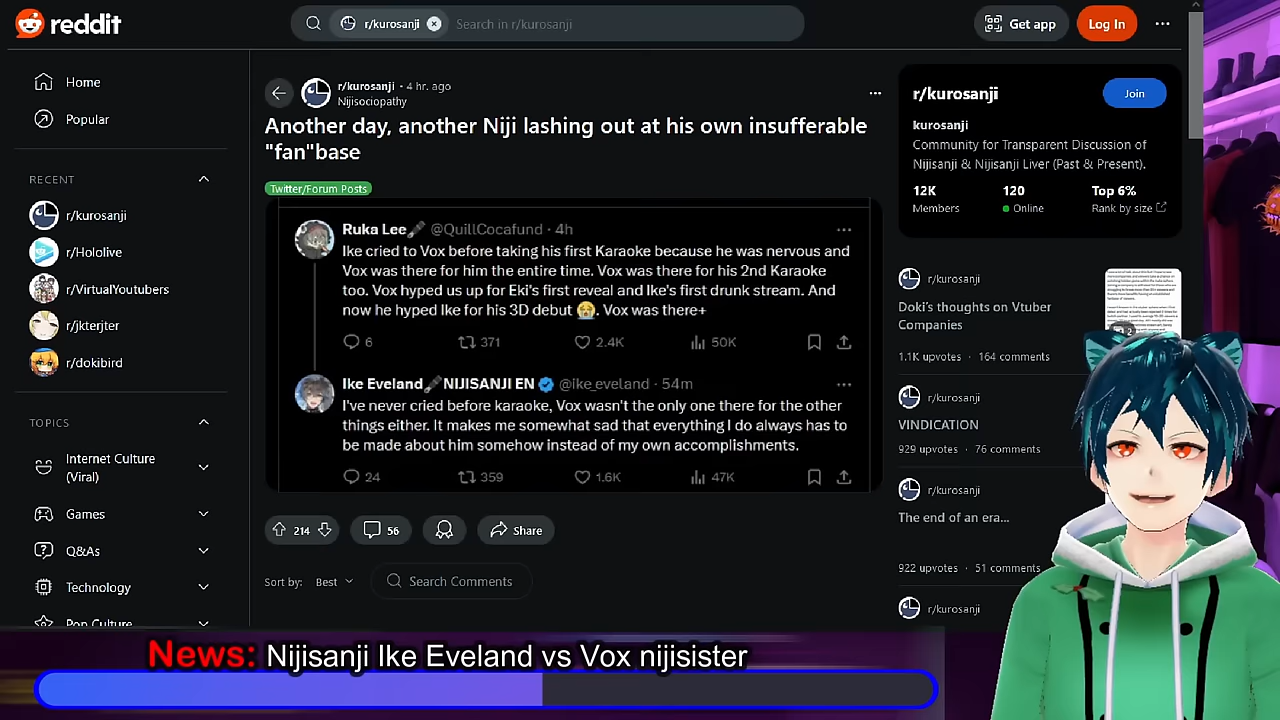 reddit
r/kurosanji
Search in r/kurosanji
Get app
Log In
Home
Popular
RECENT
r/kurosanji
r/Hololive
r/VirtualYoutubers
r/jkterjter
r/dokibird
TOPICS
Internet Culture
(Viral)
Games
Q&As
Technology
Pop Culture
r/kurosanji · 4 hr. ago
Nijisociopathy
Another day, another Niji lashing out at his own insufferable
"fan"base
Twitter/Forum Posts
Ruka Lee @QuillCocafund · 4h
Ike cried to Vox before taking his first Karaoke because he was nervous and
Vox was there for him the entire time. Vox was there for his 2nd Karaoke
too. Vox hyped up for Eki's first reveal and Ike's first drunk stream. And
now he hyped up for his 3D debut Vox was there+
6 371 2.4K 50K
Ike Eveland NIJISANJI EN @ike_eveland · 54m
I've never cried before karaoke, Vox wasn't the only one there for the other
things either. It makes me somewhat sad that everything I do always has to
be made about him somehow instead of my own accomplishments.
24 359 1.6K 47K
214 56 Share
Sort by: Best Search Comments
r/kurosanji
Join
kurosanji
Community for Transparent Discussion of
Nijisanji & Nijisanji Liver (Past & Present).
12K 120 Top 6%
Members Online Rank by size
r/kurosanji
oki's thoughts on Vtuber
Companies
1.1K upvotes · 164 comments
r/kurosanji
VINDICATION
929 upvotes · 76 comments
r/kurosanji
The end of an era...
922 upvotes · 51 comments
r/kurosanji
News: Nijisanji Ike Eveland vs Vox nijisister